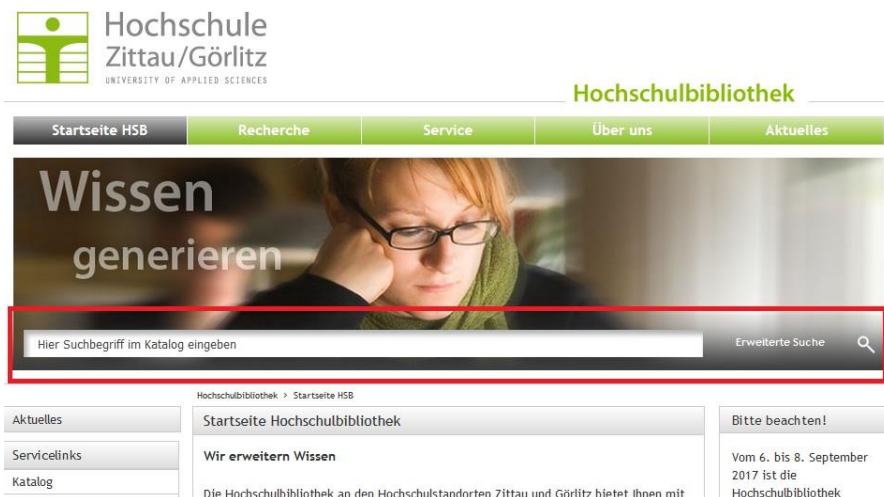 Hochschule
Zittau/Görlitz
UNIVERSITY OF APPLIED SCIENCES
Hochschulbibliothek
Startseite HSB Recherche Service Über uns Aktuelles
Wissen
generieren
Hier Suchbegriff im Katalog eingeben Erweiterte Suche
Hochschulbibliothek > Startseite HSB
Aktuelles
Servicelinks
Katalog
Startseite Hochschulbibliothek
Wir erweitern Wissen
Die Hochschulbibliothek an den Hochschulstandorten Zittau und Görlitz bietet Ihnen mit
Bitte beachten!
Vom 6. bis 8. September
2017 ist die
Hochschulbibliothek